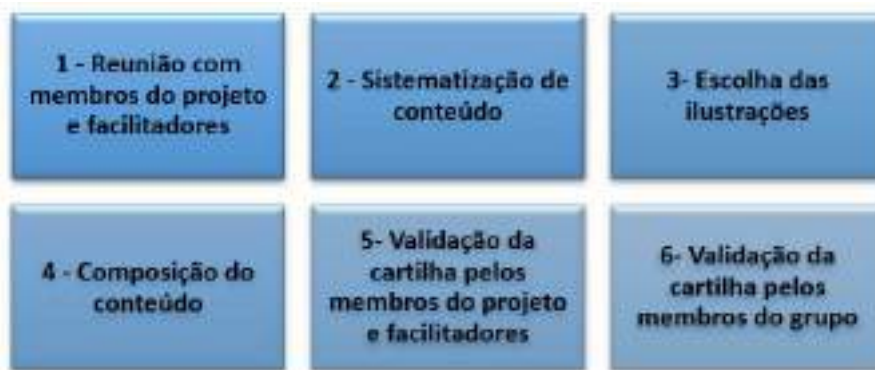 1 - Reunião com
membros do projeto
e facilitadores
2 - Sistematização de
conteúdo
3- Escolha das
ilustrações
4 - Composição do
conteúdo
5- Validação da
cartilha pelos
membros do projeto
e facilitadores
6- Validação da
cartilha pelos
membros do grupo